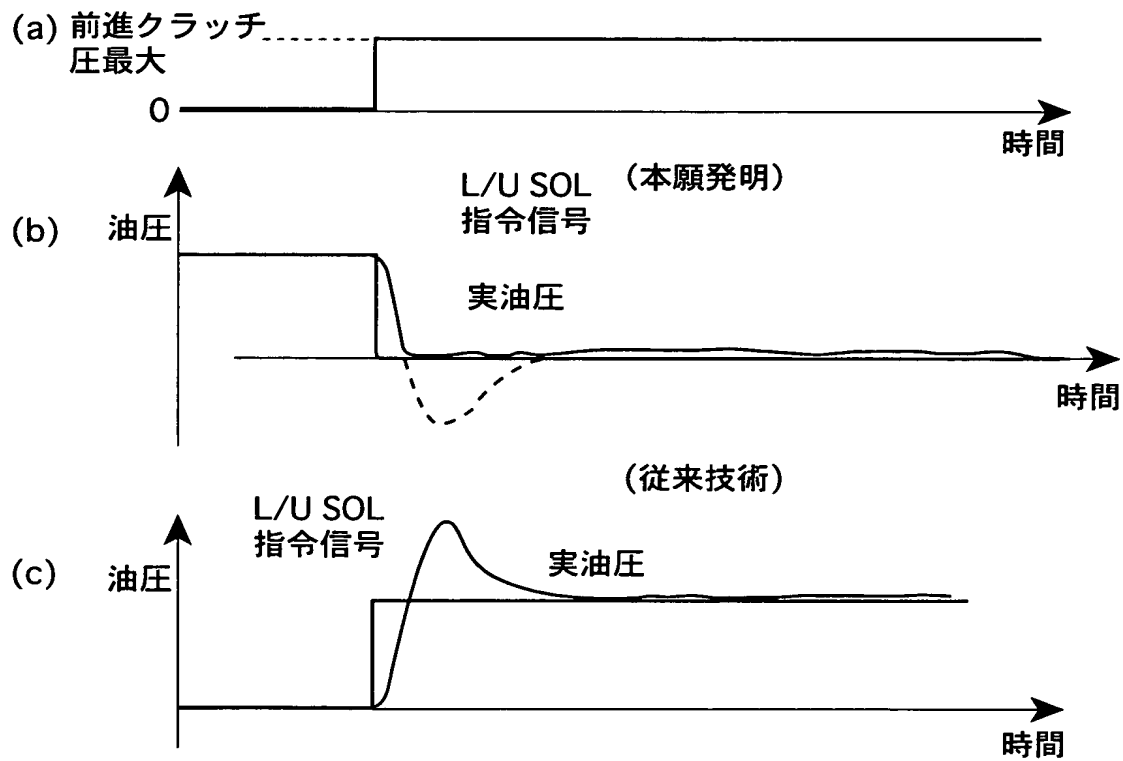 (a) 前進クラッチ
圧最大
0
時間
(本願発明)
L/U SOL
指令信号
(b) 油圧
実油圧
時間
(従来技術)
L/U SOL
指令信号
実油圧
(c) 油圧
時間